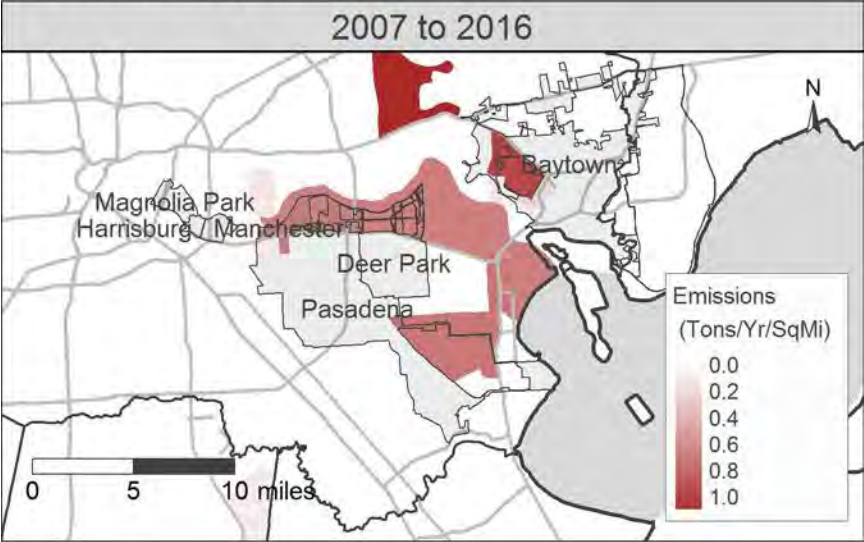 2007 to 2016
N
Baytown
Magnolia Park
Harrisburg / Manchester
Deer Park
Pasadena
Emissions
(Tons/Yr/SqMi)
0.0
0.2
0.4
0.6
0.8
1.0
0 5 10 miles